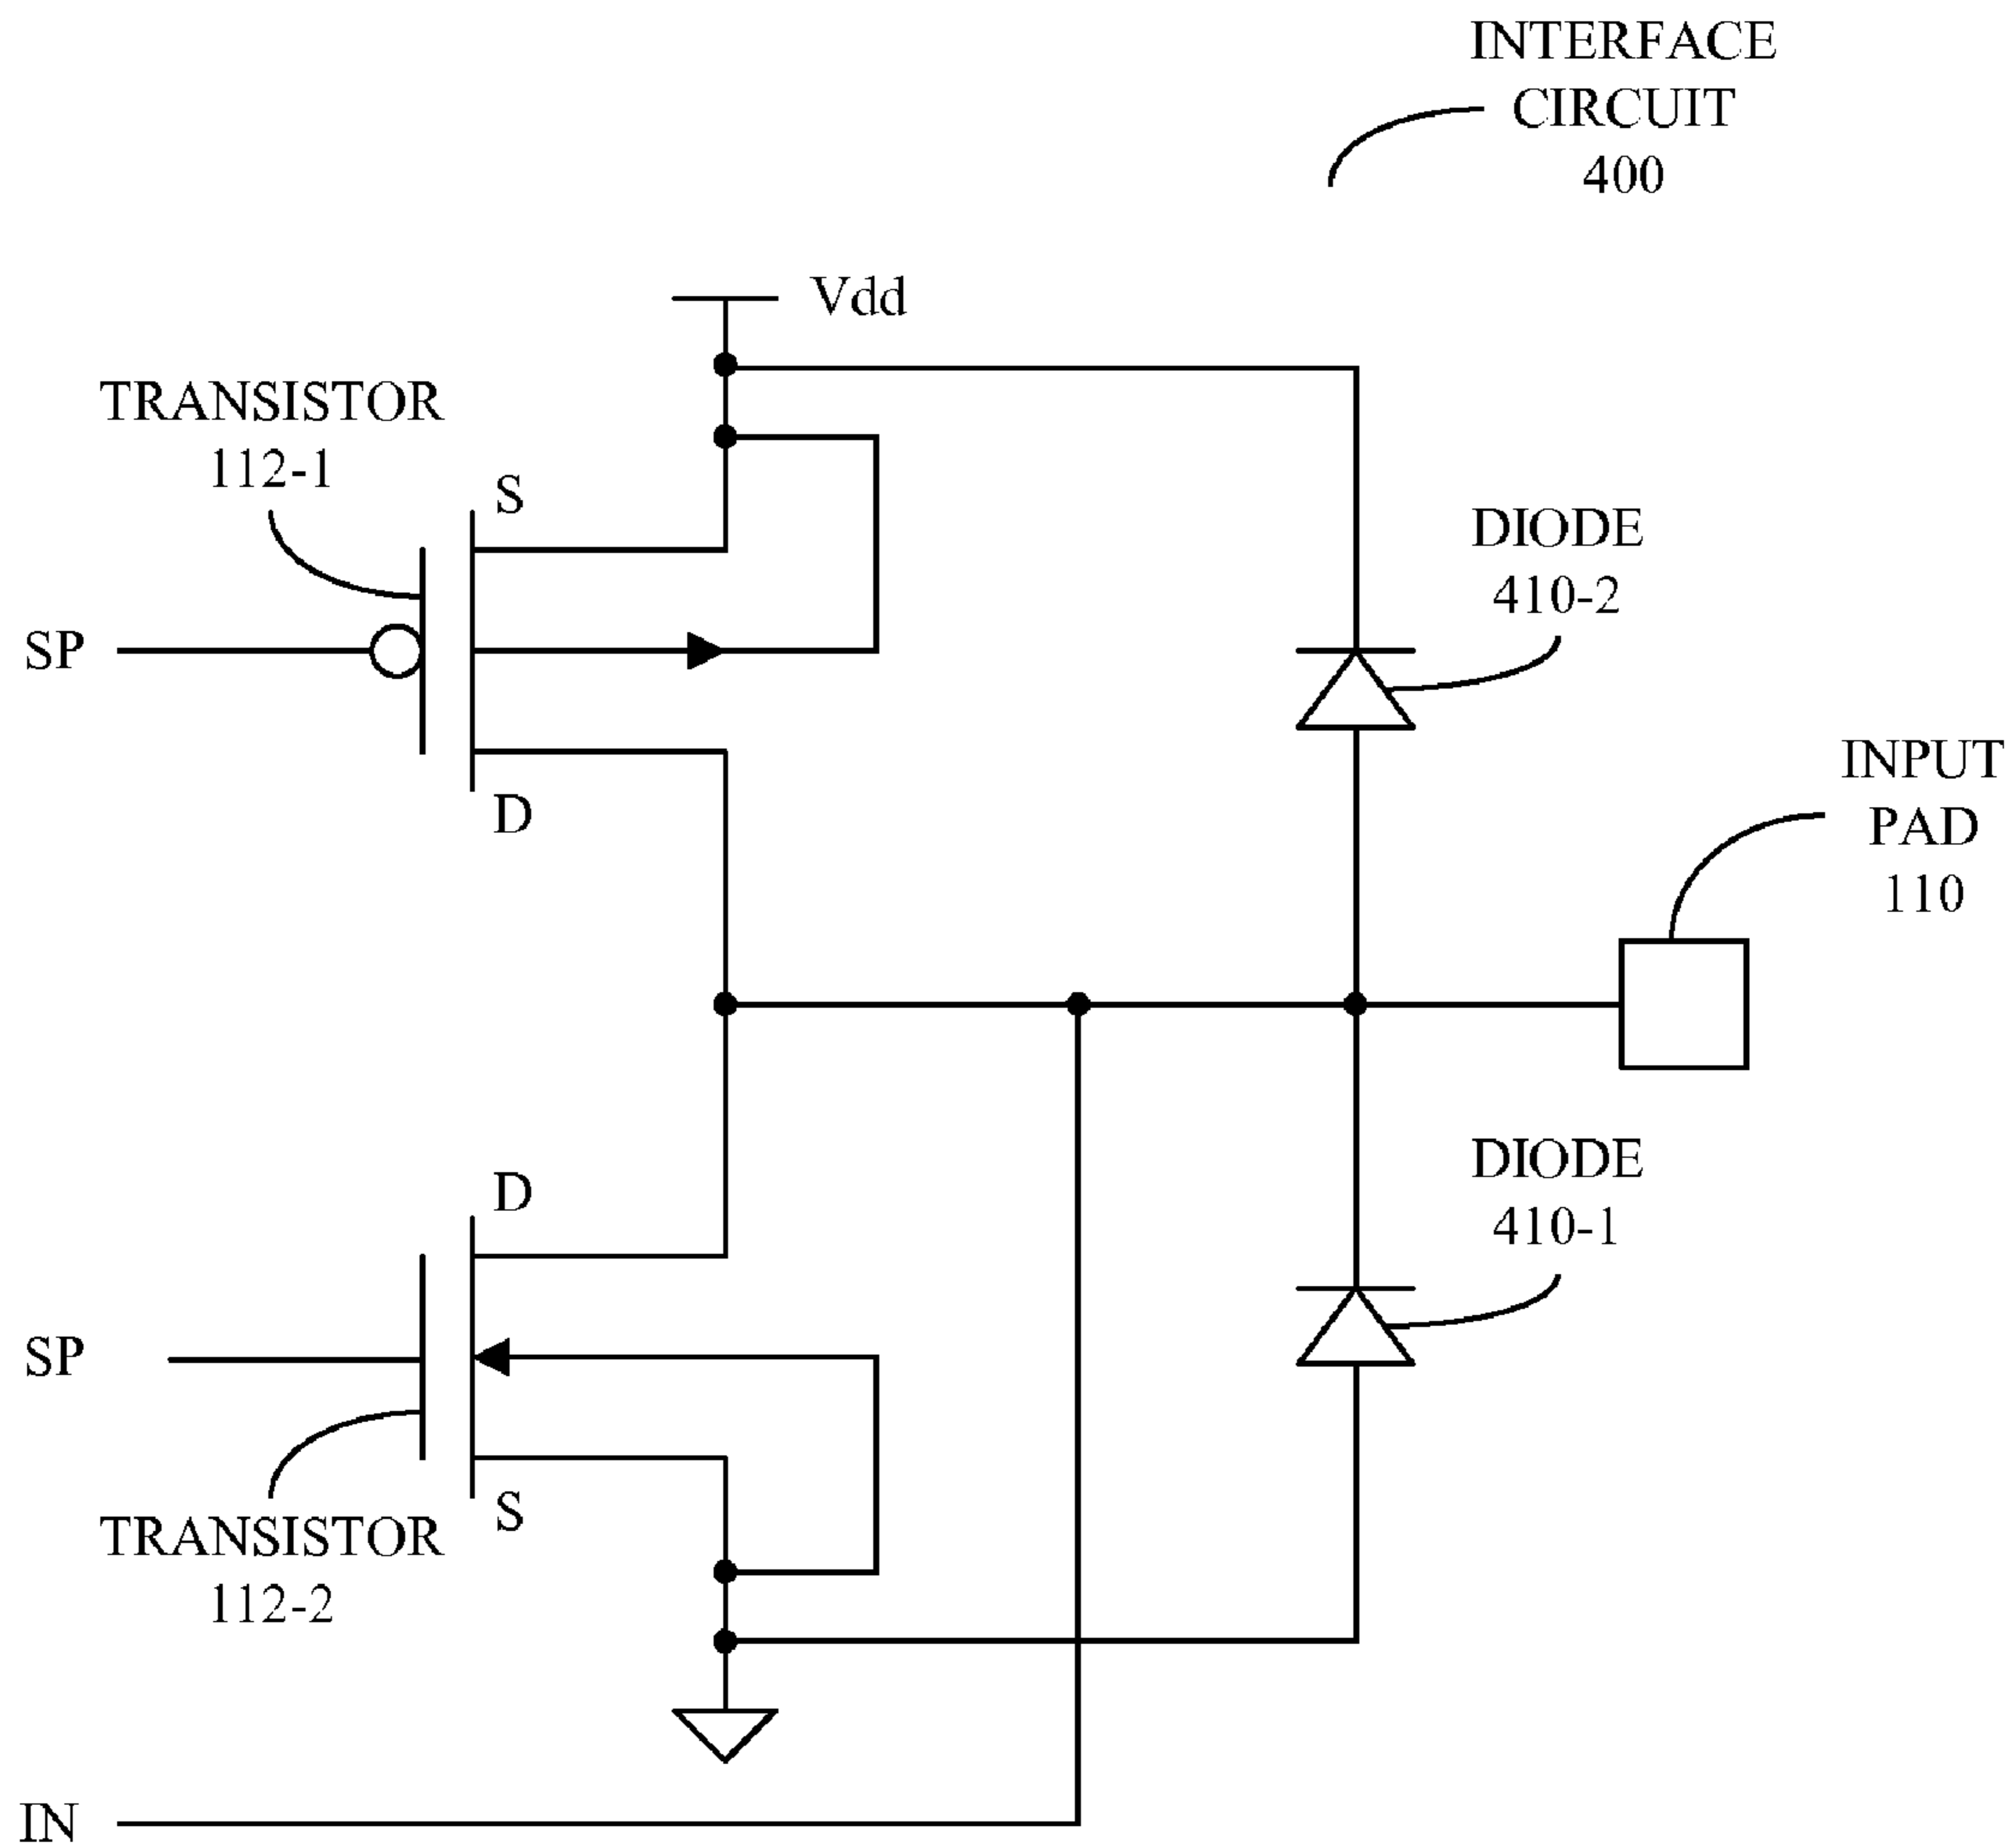 INTERFACE
CIRCUIT
400
Vdd
TRANSISTOR
112-1
S
DIODE
410-2
SP
INPUT
PAD
110
D
DIODE
410-1
D
SP
S
TRANSISTOR
112-2
IN